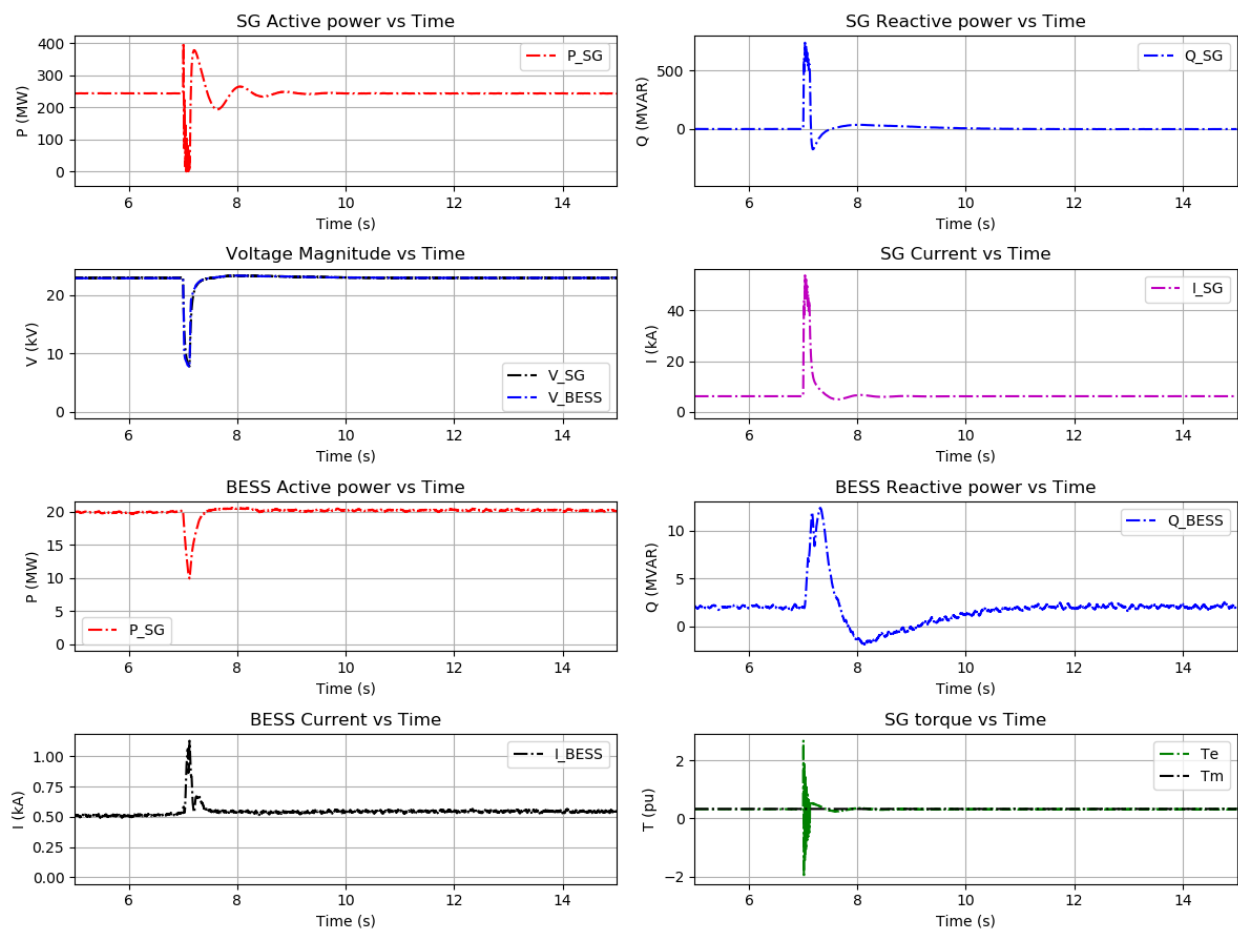 SG Active power vs Time
P (MW)
400
300
200
100
0
P_SG
6 8 10 12 14
Time (s)
SG Reactive power vs Time
Q (MVAR)
500
0
Q_SG
6 8 10 12 14
Time (s)
Voltage Magnitude vs Time
V (kV)
20
10
0
V_SG
V_BESS
6 8 10 12 14
Time (s)
SG Current vs Time
I (kA)
40
20
0
I_SG
6 8 10 12 14
Time (s)
BESS Active power vs Time
P (MW)
20
15
10
5
0
P_SG
6 8 10 12 14
Time (s)
BESS Reactive power vs Time
Q (MVAR)
10
5
0
Q_BESS
6 8 10 12 14
Time (s)
BESS Current vs Time
I (kA)
1.00
0.75
0.50
0.25
0.00
I_BESS
6 8 10 12 14
Time (s)
SG torque vs Time
T (pu)
2
0
−2
Te
Tm
6 8 10 12 14
Time (s)